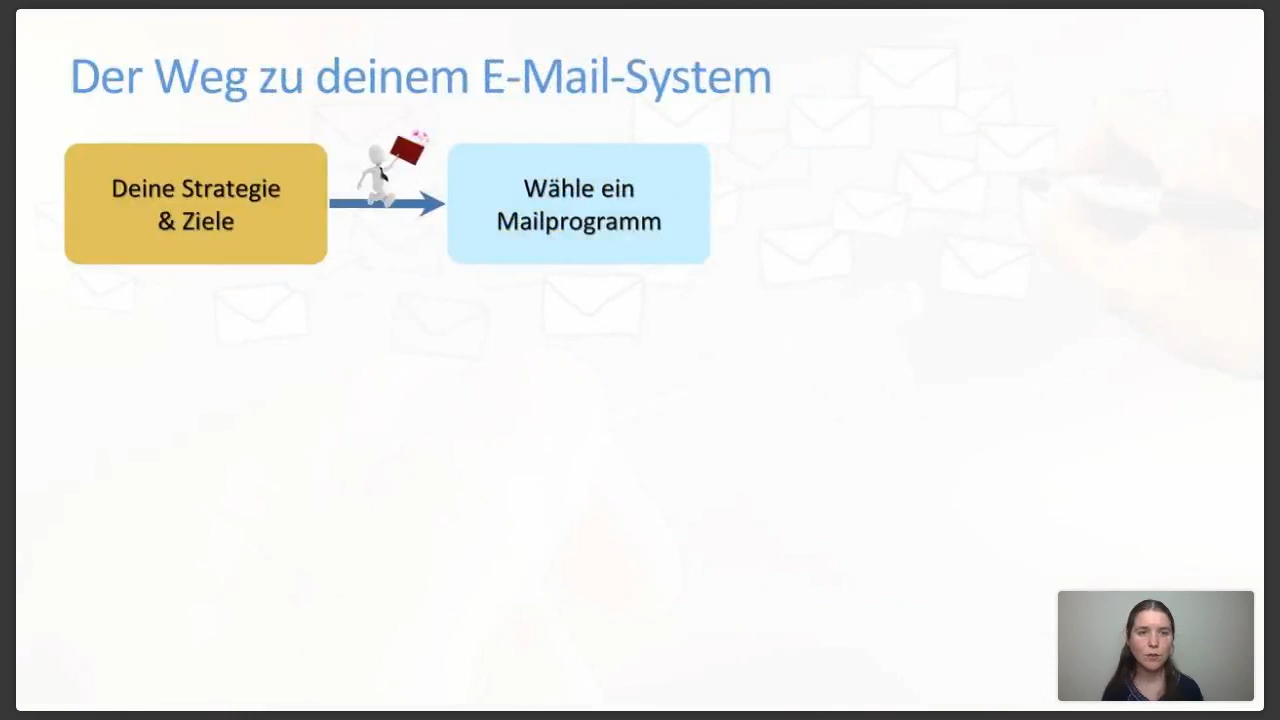 Der Weg zu deinem E-Mail-System
Deine Strategie
& Ziele
Wähle ein
Mailprogramm